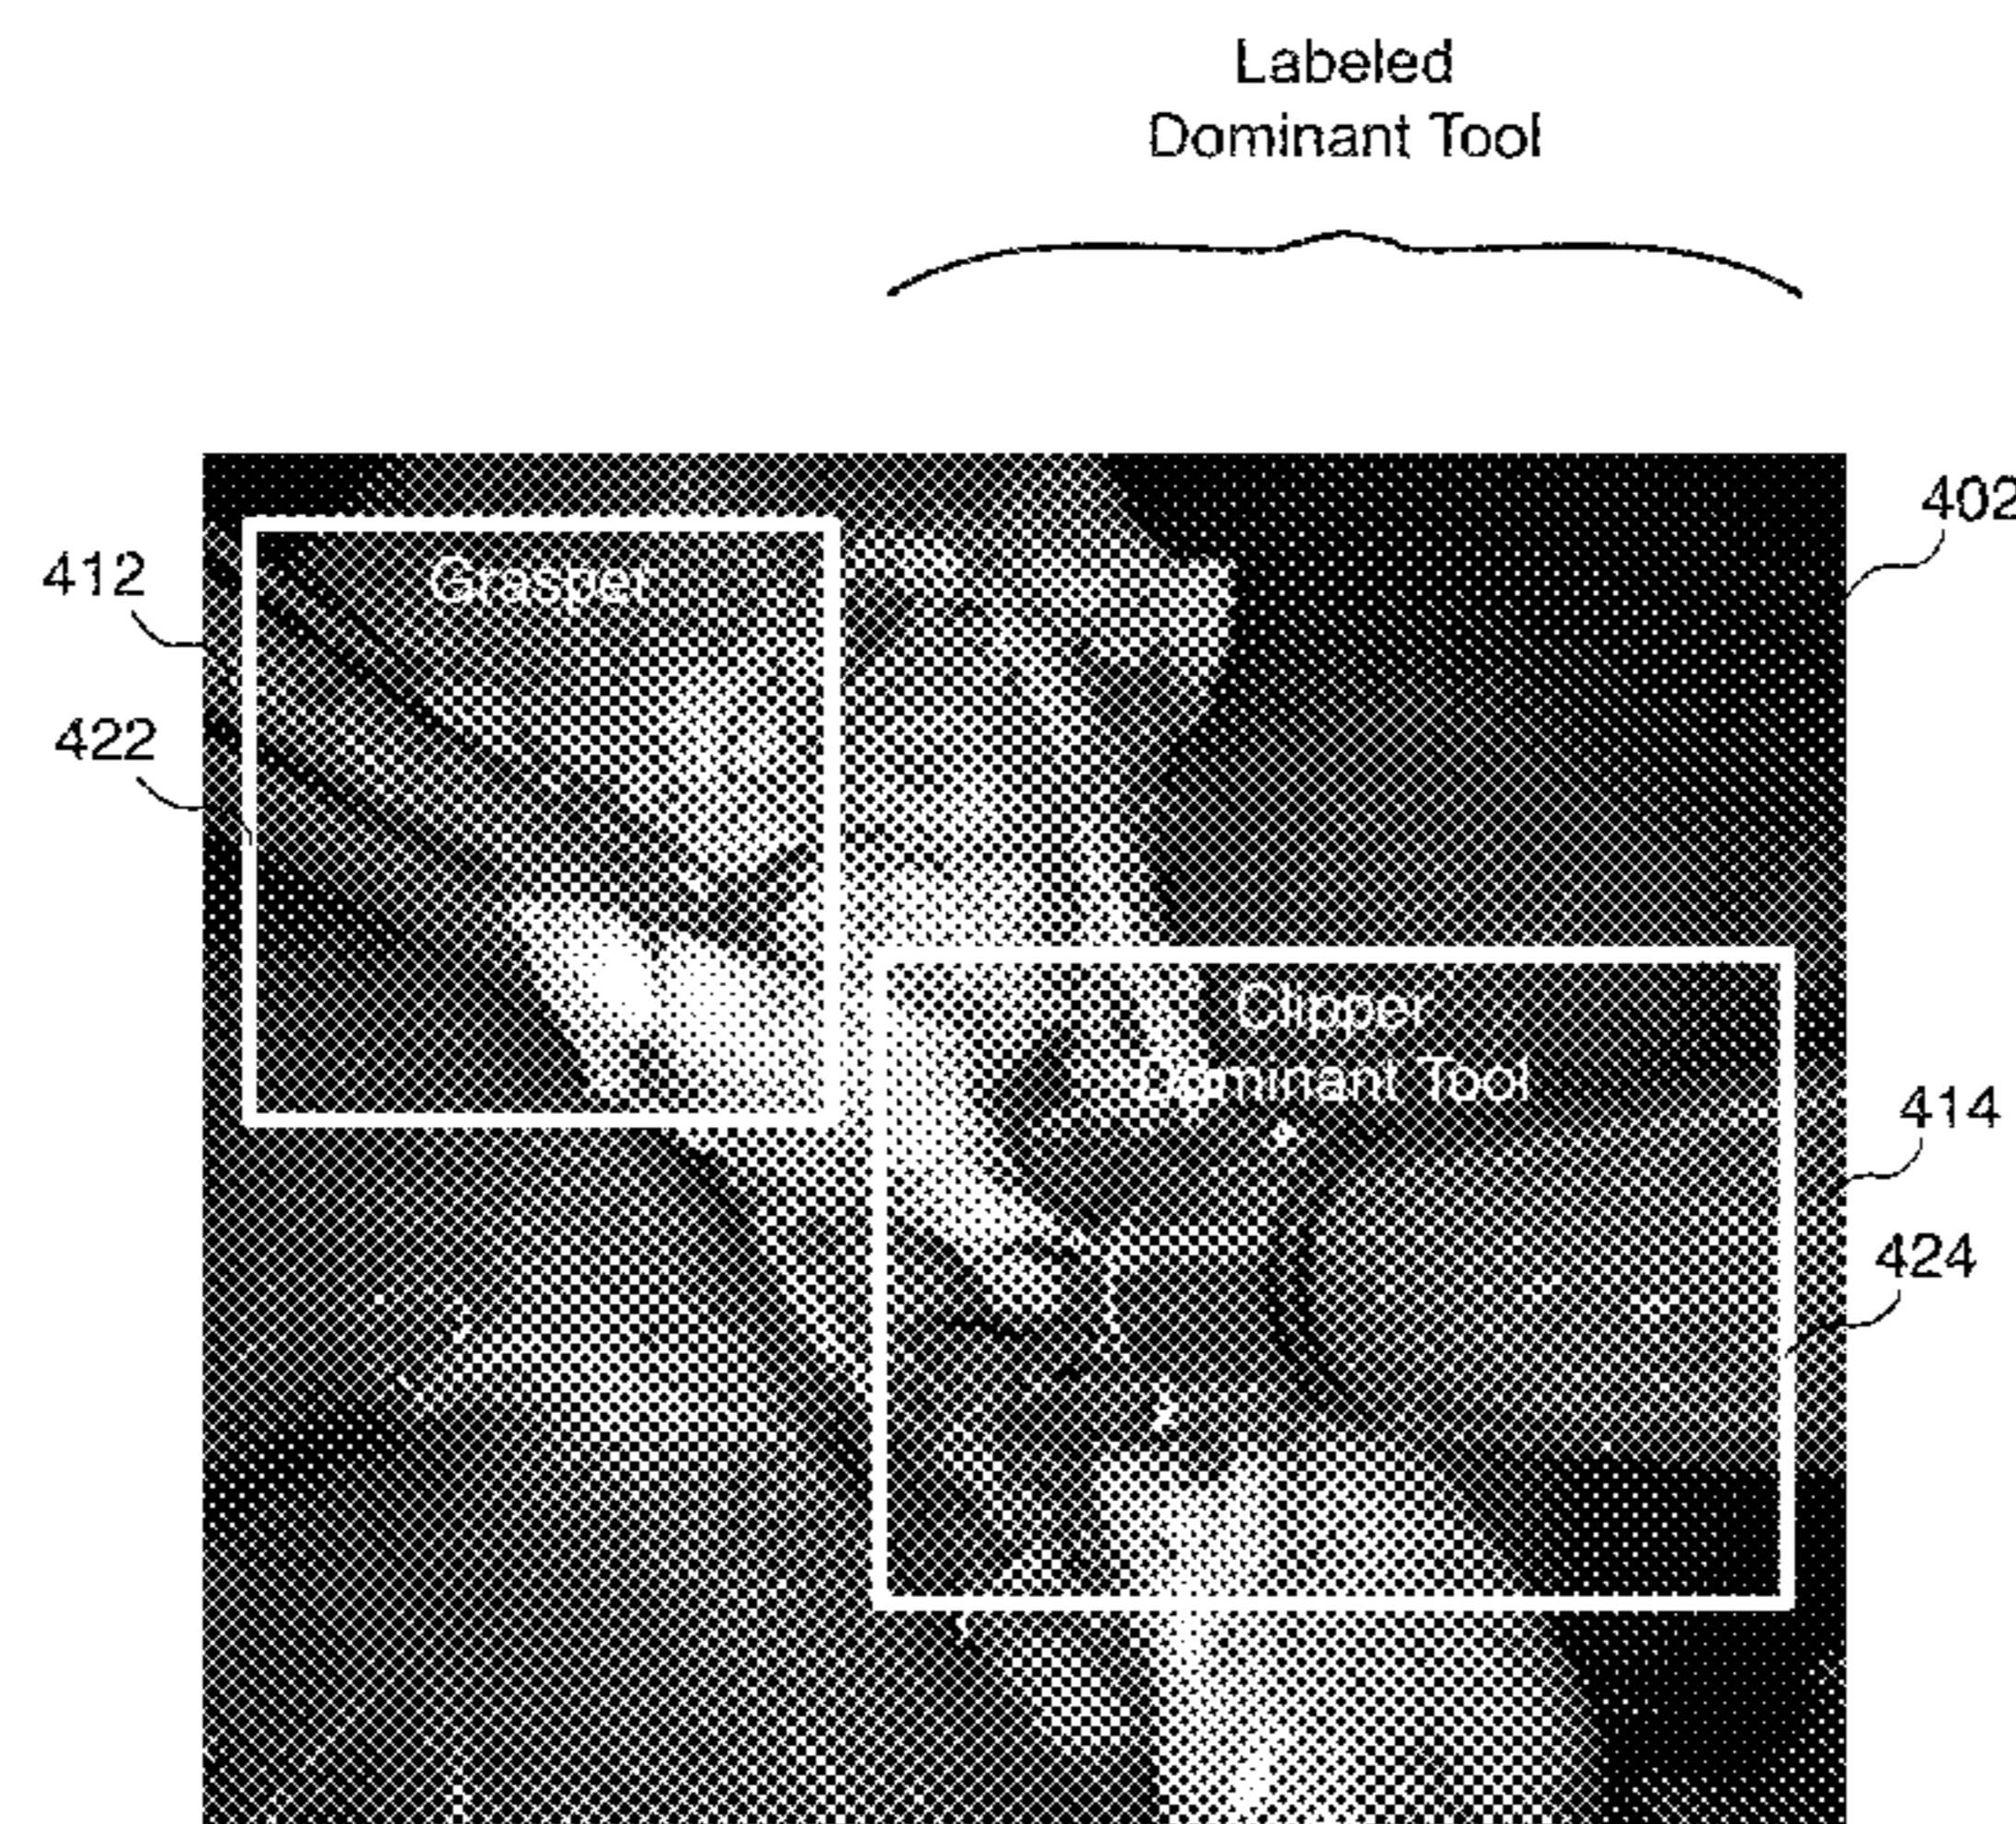 Labeled
Dominant Tool
402
412
Grasper
422
Clipper
Dominant Tool
414
424